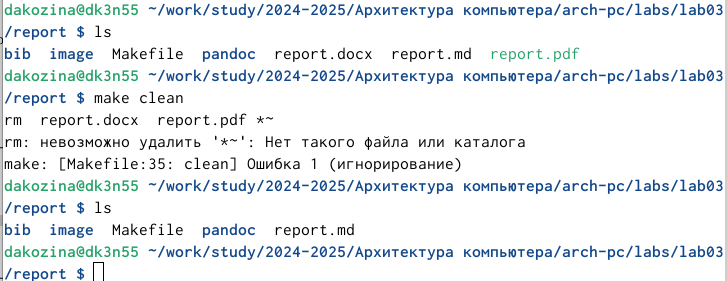 dakozina@dk3n55 ~/work/study/2024-2025/Архитектура компьютера/arch-pc/labs/lab03
/report $ ls
bib image Makefile pandoc report.docx report.md report.pdf
dakozina@dk3n55 ~/work/study/2024-2025/Архитектура компьютера/arch-pc/labs/lab03
/report $ make clean
rm report.docx report.pdf *~
rm: невозможно удалить '*~': Нет такого файла или каталога
make: [Makefile:35: clean] Ошибка 1 (игнорирование)
dakozina@dk3n55 ~/work/study/2024-2025/Архитектура компьютера/arch-pc/labs/lab03
/report $ ls
bib image Makefile pandoc report.md
dakozina@dk3n55 ~/work/study/2024-2025/Архитектура компьютера/arch-pc/labs/lab03
/report $